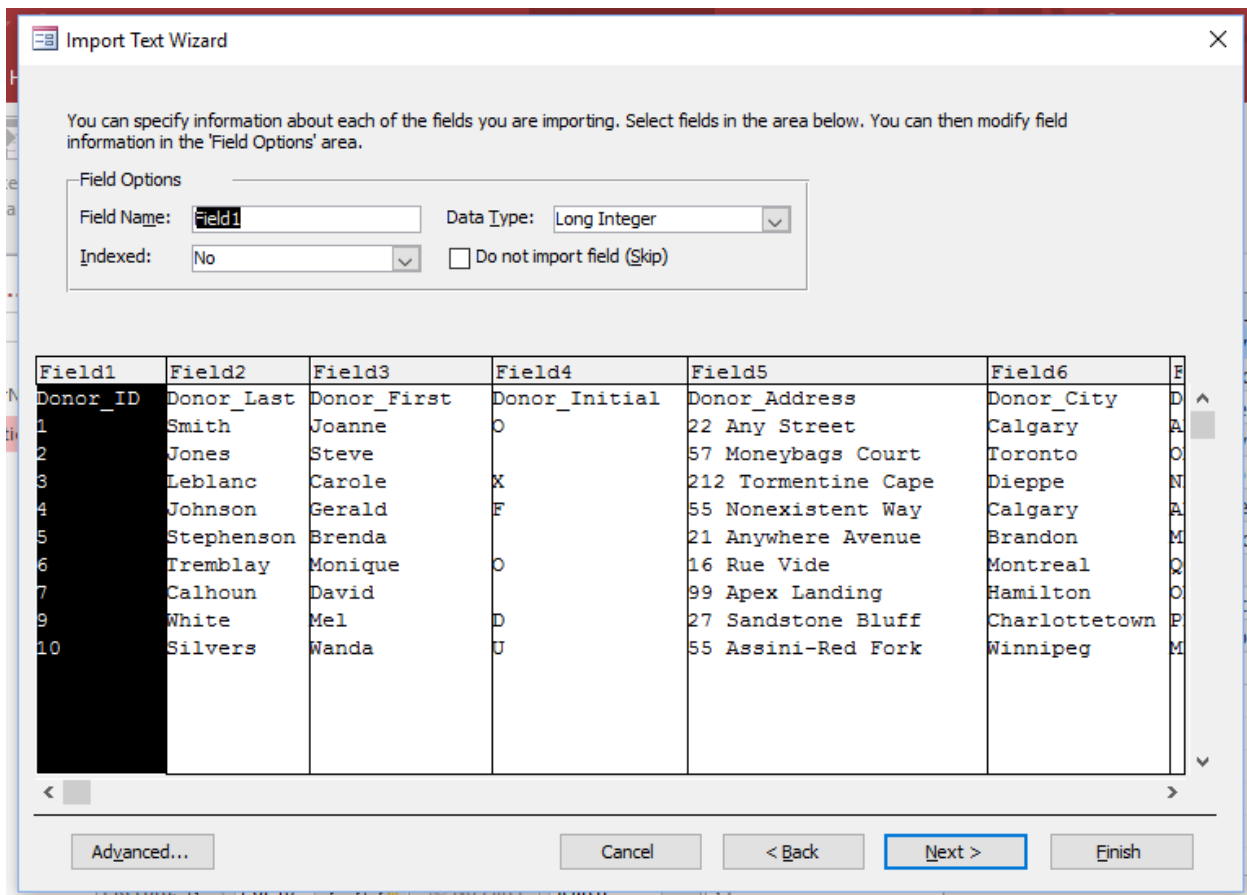 Import Text Wizard
You can specify information about each of the fields you are importing. Select fields in the area below. You can then modify field
information in the 'Field Options' area.
Field Options
Field Name: Field1 Data Type: Long Integer
Indexed: No Do not import field (Skip)
Field1 Field2 Field3 Field4 Field5 Field6 F
Donor_ID Donor_Last Donor_First Donor_Initial Donor_Address Donor_City D
1 Smith Joanne O 22 Any Street Calgary A
2 Jones Steve 57 Moneybags Court Toronto O
3 Leblanc Carole X 212 Tormentine Cape Dieppe N
4 Johnson Gerald F 55 Nonexistent Way Calgary A
5 Stephenson Brenda 21 Anywhere Avenue Brandon M
6 Tremblay Monique O 16 Rue Vide Montreal Q
7 Calhoun David 99 Apex Landing Hamilton O
9 White Mel D 27 Sandstone Bluff Charlottetown P
10 Silvers Wanda U 55 Assini-Red Fork Winnipeg M
Advanced... Cancel < Back Next > Finish